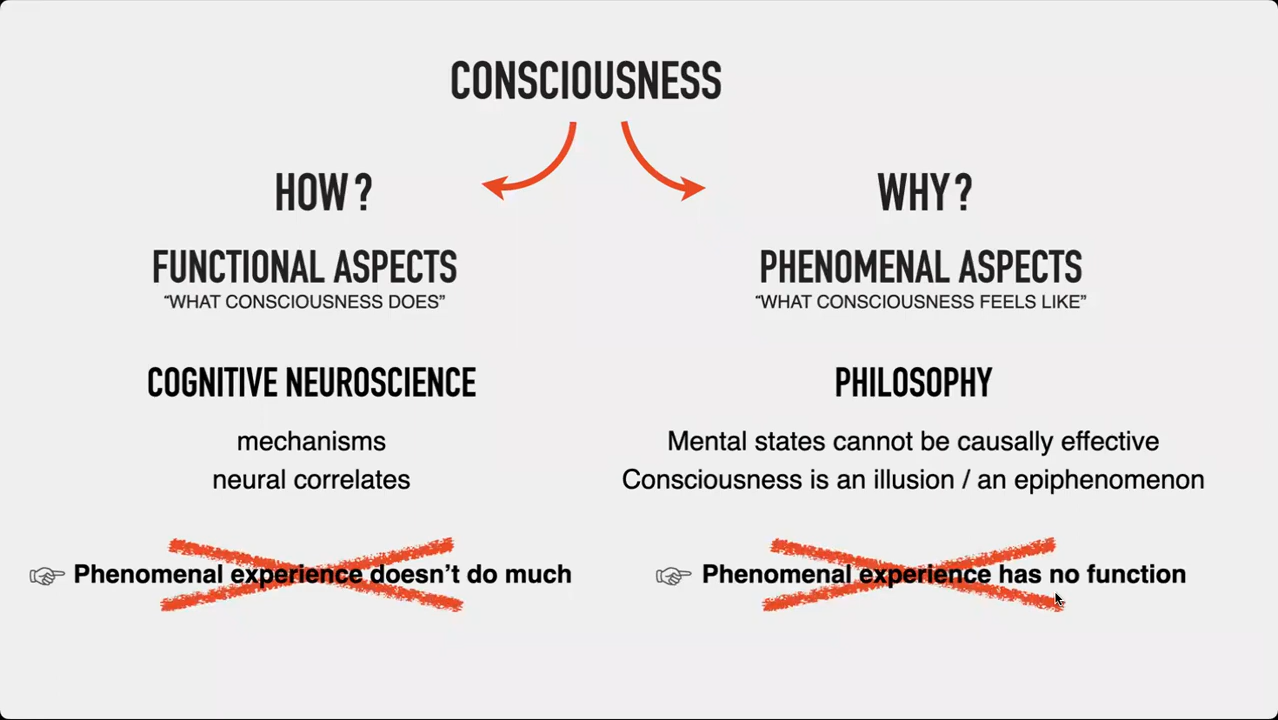 CONSCIOUSNESS
HOW?
FUNCTIONAL ASPECTS
“WHAT CONSCIOUSNESS DOES”
COGNITIVE NEUROSCIENCE
mechanisms
neural correlates
Phenomenal experience doesn’t do much
WHY?
PHENOMENAL ASPECTS
“WHAT CONSCIOUSNESS FEELS LIKE”
PHILOSOPHY
Mental states cannot be causally effective
Consciousness is an illusion / an epiphenomenon
Phenomenal experience has no function